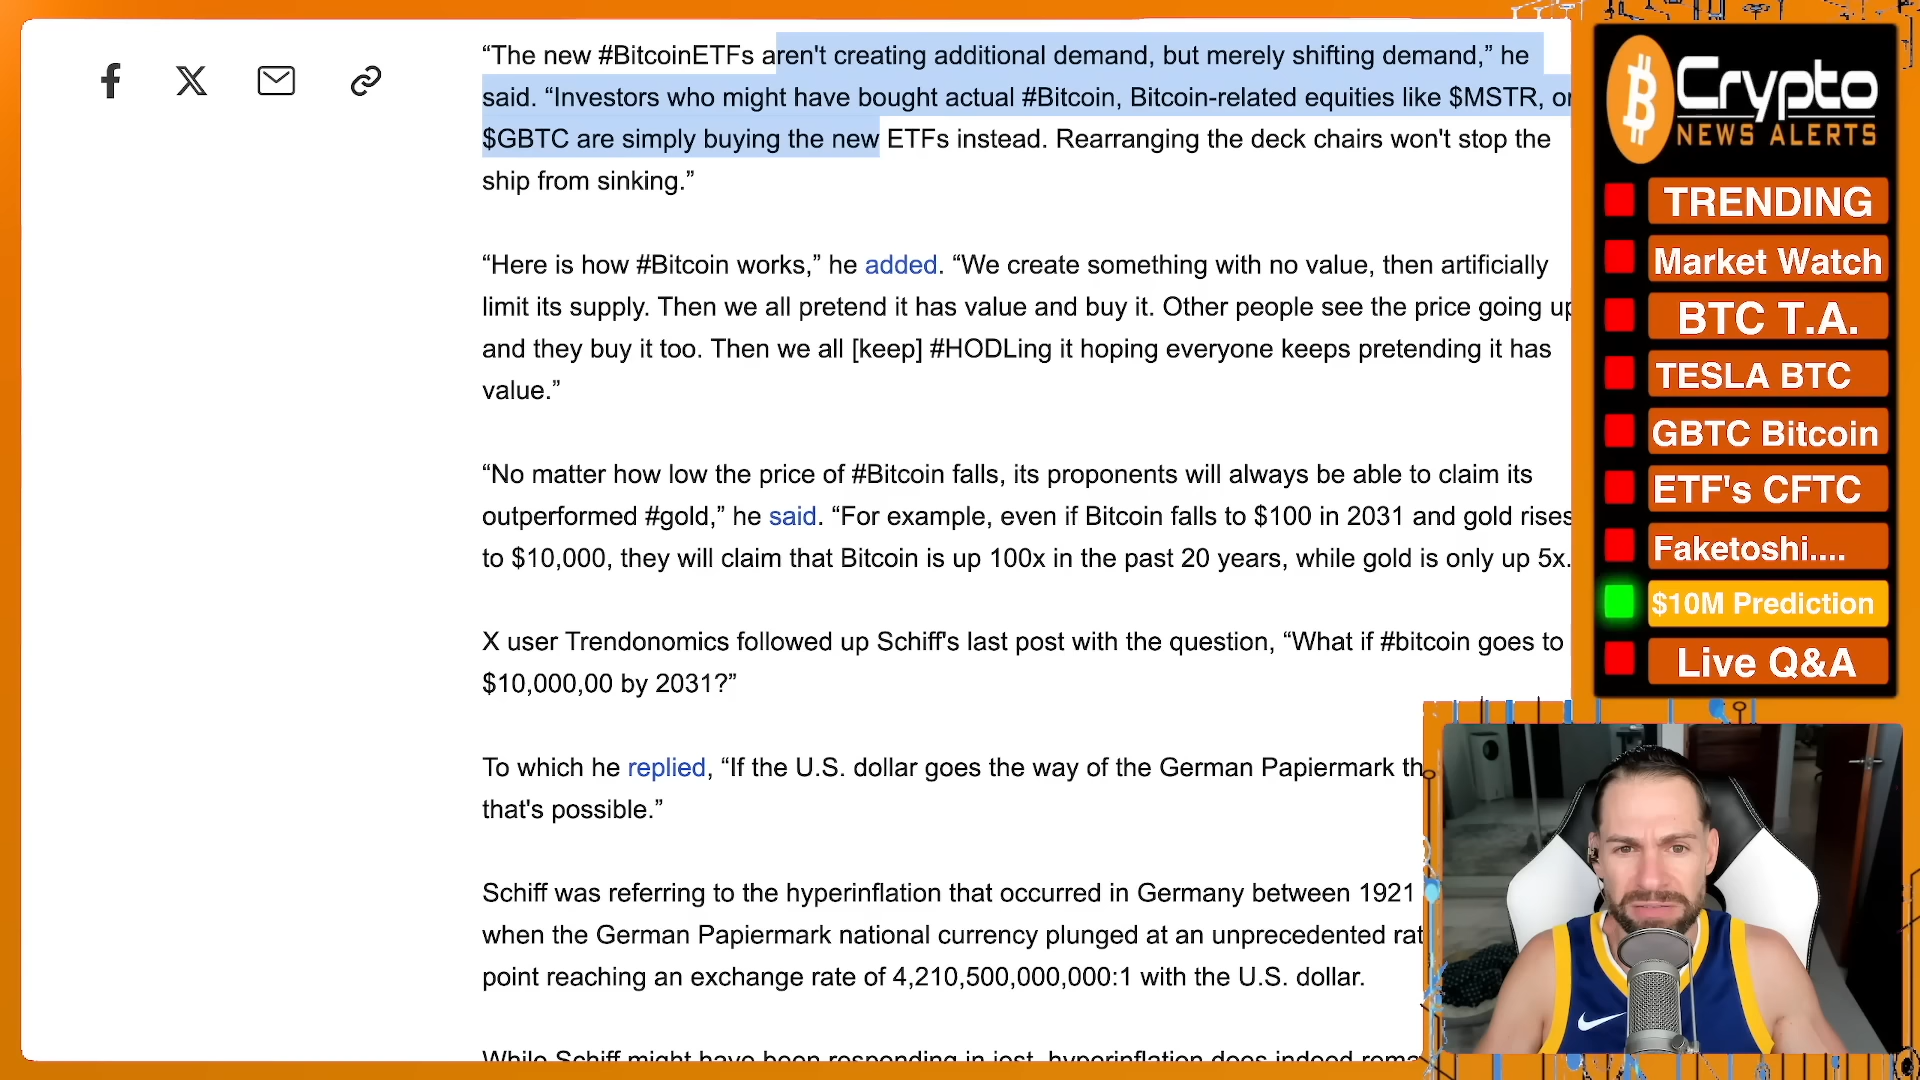 “The new #BitcoinETFs aren't creating additional demand, but merely shifting demand,” he
said. “Investors who might have bought actual #Bitcoin, Bitcoin-related equities like $MSTR, or
$GBTC are simply buying the new ETFs instead. Rearranging the deck chairs won't stop the
ship from sinking.”
“Here is how #Bitcoin works,” he added. “We create something with no value, then artificially
limit its supply. Then we all pretend it has value and buy it. Other people see the price going up
and they buy it too. Then we all [keep] #HODLing it hoping everyone keeps pretending it has
value.”
“No matter how low the price of #Bitcoin falls, its proponents will always be able to claim its
outperformed #gold,” he said. “For example, even if Bitcoin falls to $100 in 2031 and gold rises
to $10,000, they will claim that Bitcoin is up 100x in the past 20 years, while gold is only up 5x.
X user Trendonomics followed up Schiff's last post with the question, “What if #bitcoin goes to
$10,000,00 by 2031?”
To which he replied, “If the U.S. dollar goes the way of the German Papiermark th
that's possible.”
Schiff was referring to the hyperinflation that occurred in Germany between 1921
when the German Papiermark national currency plunged at an unprecedented rat
point reaching an exchange rate of 4,210,500,000,000:1 with the U.S. dollar.
While Schiff might have been responding in jest, hyperinflation does indeed rema
Crypto
NEWS ALERTS
TRENDING
Market Watch
BTC T.A.
TESLA BTC
GBTC Bitcoin
ETF's CFTC
Faketoshi....
$10M Prediction
Live Q&A